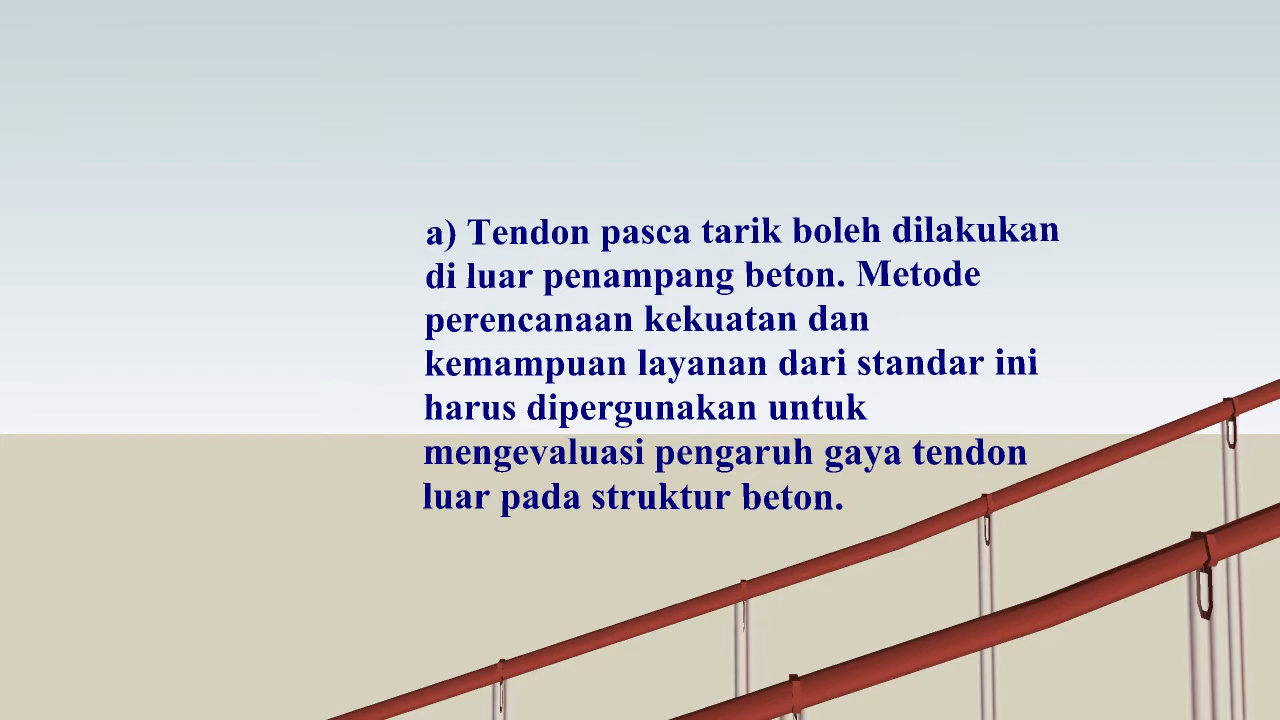 a) Tendon pasca tarik boleh dilakukan
di luar penampang beton. Metode
perencanaan kekuatan dan
kemampuan layanan dari standar ini
harus dipergunakan untuk
mengevaluasi pengaruh gaya tendon
luar pada struktur beton.